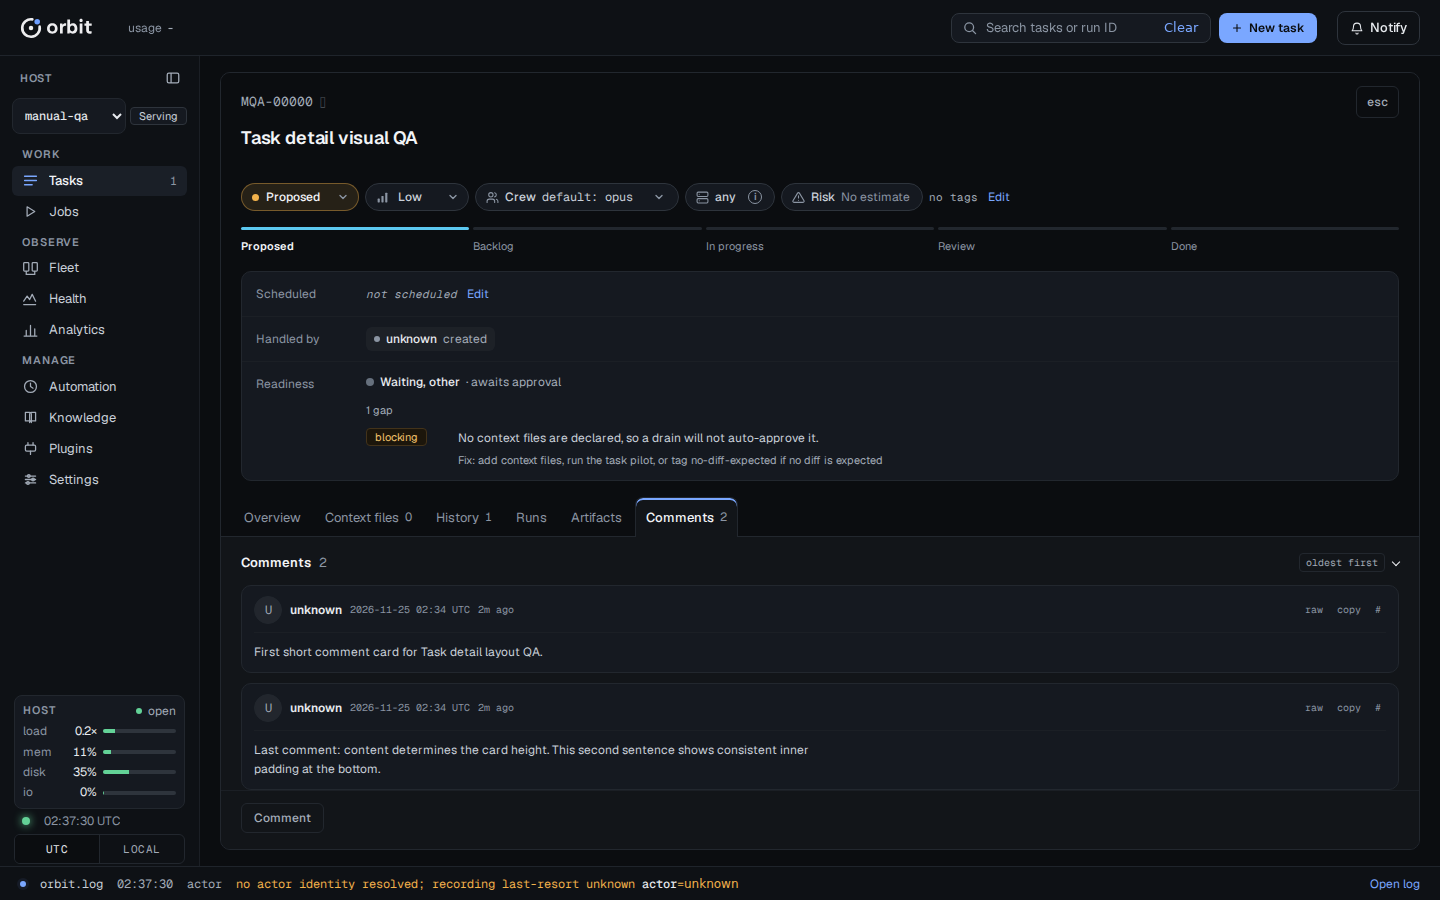 orbit
usage -
Search tasks or run ID
Clear
+ New task
Notify
HOST
manual-qa
Serving
WORK
Tasks 1
Jobs
OBSERVE
Fleet
Health
Analytics
MANAGE
Automation
Knowledge
Plugins
Settings
HOST open
load 0.2×
mem 11%
disk 35%
io 0%
02:37:30 UTC
UTC LOCAL
MQA-00000
esc
Task detail visual QA
Proposed
Low
Crew default: opus
any
Risk No estimate
no tags Edit
Proposed Backlog In progress Review Done
Scheduled not scheduled Edit
Handled by unknown created
Readiness Waiting, other · awaits approval
1 gap
blocking No context files are declared, so a drain will not auto-approve it.
Fix: add context files, run the task pilot, or tag no-diff-expected if no diff is expected
Overview Context files 0 History 1 Runs Artifacts Comments 2
Comments 2 oldest first
U unknown 2026-11-25 02:34 UTC 2m ago raw copy #
First short comment card for Task detail layout QA.
U unknown 2026-11-25 02:34 UTC 2m ago raw copy #
Last comment: content determines the card height. This second sentence shows consistent inner
padding at the bottom.
Comment
orbit.log 02:37:30 actor no actor identity resolved; recording last-resort unknown actor=unknown Open log